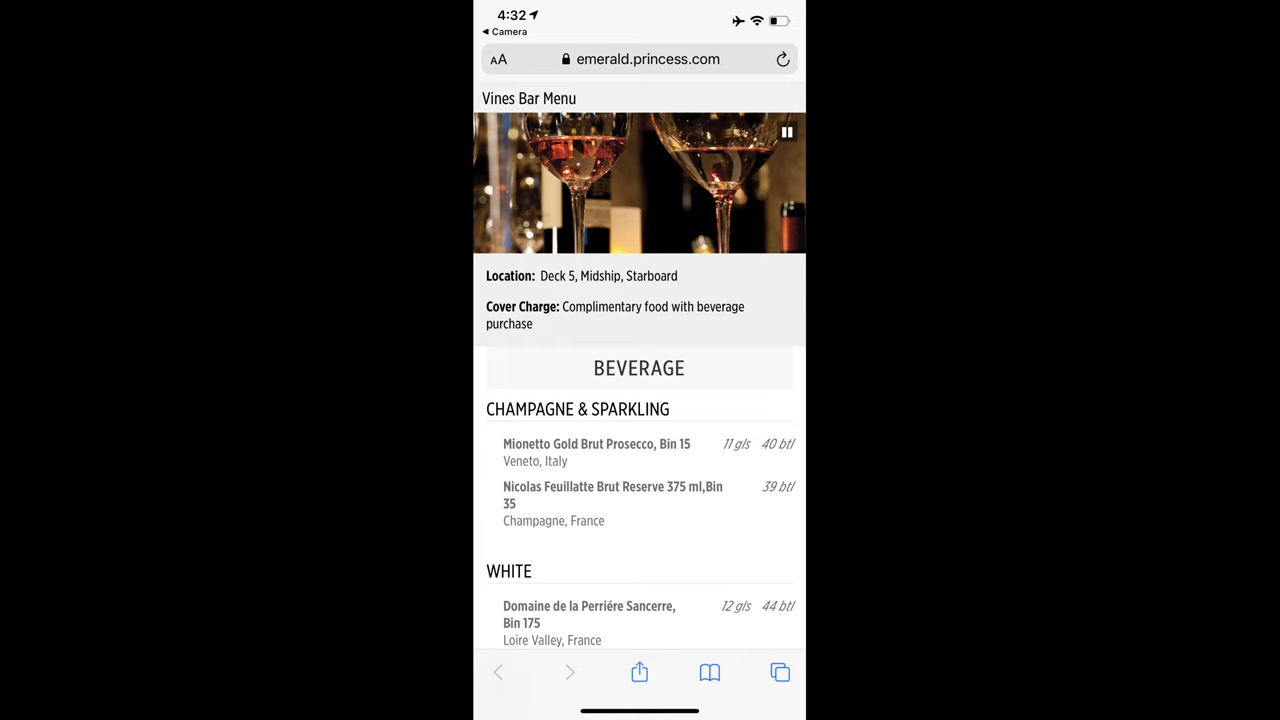 4:32
Camera
AA emerald.princess.com
Vines Bar Menu
Location: Deck 5, Midship, Starboard
Cover Charge: Complimentary food with beverage
purchase
BEVERAGE
CHAMPAGNE & SPARKLING
Mionetto Gold Brut Prosecco, Bin 15 11 gls 40 btl
Veneto, Italy
Nicolas Feuillatte Brut Reserve 375 ml,Bin 39 btl
35
Champagne, France
WHITE
Domaine de la Perriére Sancerre, 12 gls 44 btl
Bin 175
Loire Valley, France